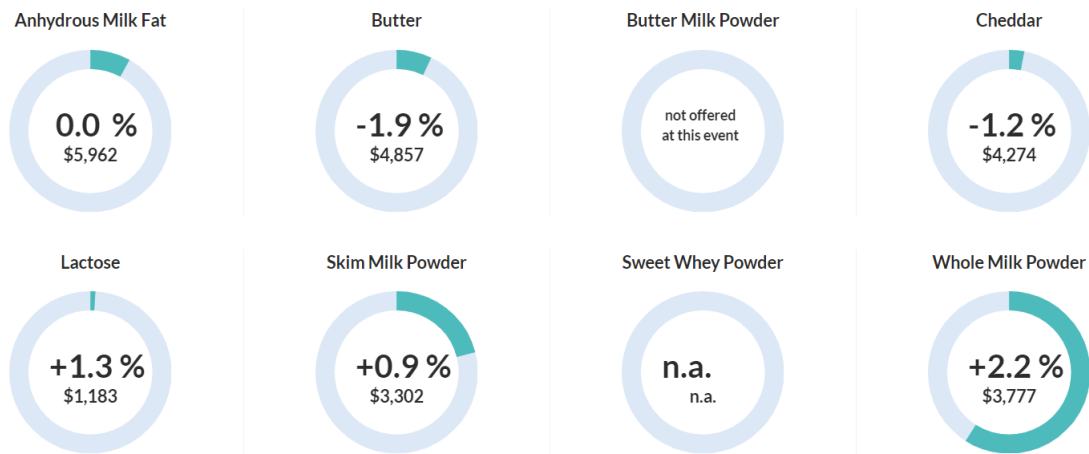 Anhydrous Milk Fat
0.0 %
$5,962
Butter
-1.9 %
$4,857
Butter Milk Powder
not offered
at this event
Cheddar
-1.2 %
$4,274
Lactose
+1.3 %
$1,183
Skim Milk Powder
+0.9 %
$3,302
Sweet Whey Powder
n.a.
n.a.
Whole Milk Powder
+2.2 %
$3,777